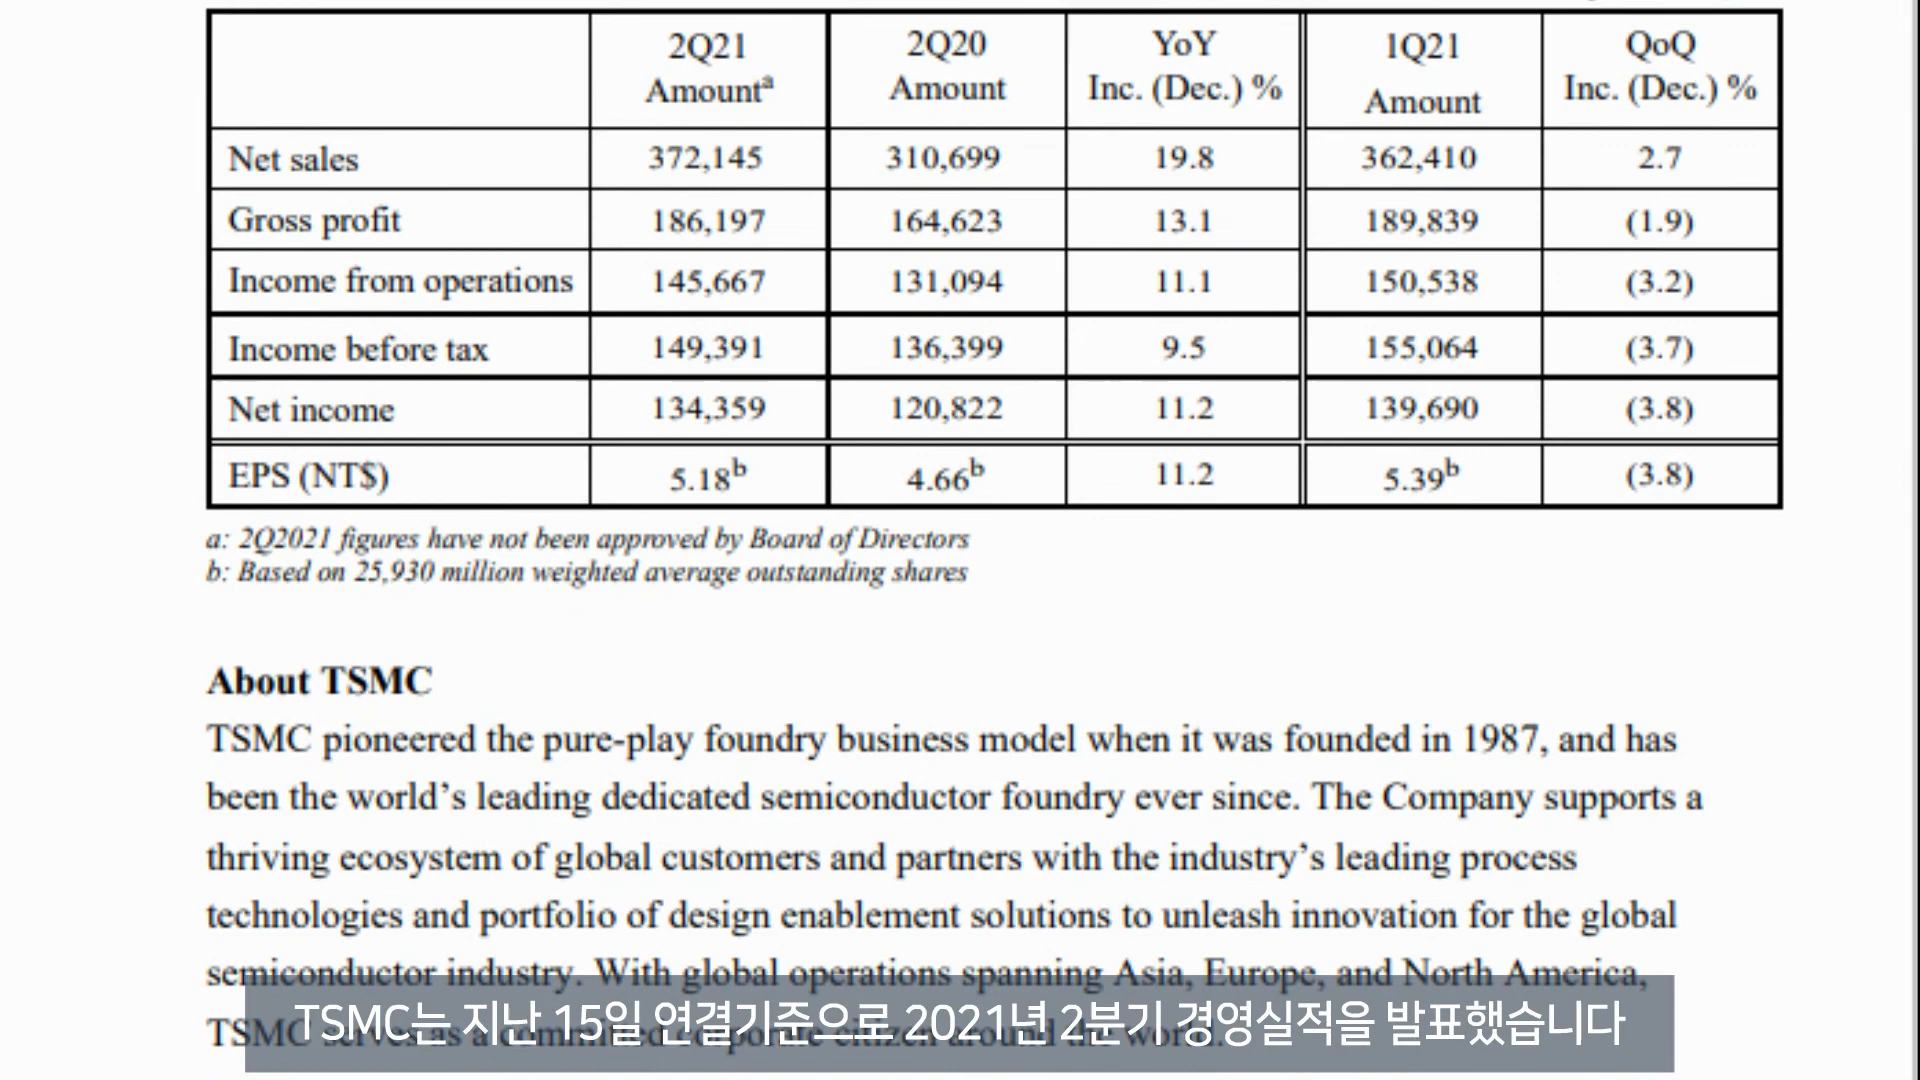 2Q21 Amountᵃ 2Q20 Amount YoY Inc. (Dec.) % 1Q21 Amount QoQ Inc. (Dec.) %
Net sales 372,145 310,699 19.8 362,410 2.7
Gross profit 186,197 164,623 13.1 189,839 (1.9)
Income from operations 145,667 131,094 11.1 150,538 (3.2)
Income before tax 149,391 136,399 9.5 155,064 (3.7)
Net income 134,359 120,822 11.2 139,690 (3.8)
EPS (NT$) 5.18ᵇ 4.66ᵇ 11.2 5.39ᵇ (3.8)
a: 2Q2021 figures have not been approved by Board of Directors
b: Based on 25,930 million weighted average outstanding shares
About TSMC
TSMC pioneered the pure-play foundry business model when it was founded in 1987, and has
been the world’s leading dedicated semiconductor foundry ever since. The Company supports a
thriving ecosystem of global customers and partners with the industry’s leading process
technologies and portfolio of design enablement solutions to unleash innovation for the global
semiconductor industry. With global operations spanning Asia, Europe, and North America,
TSMC serves as a committed corporate citizen around the world.
TSMC는 지난 15일 연결기준으로 2021년 2분기 경영실적을 발표했습니다